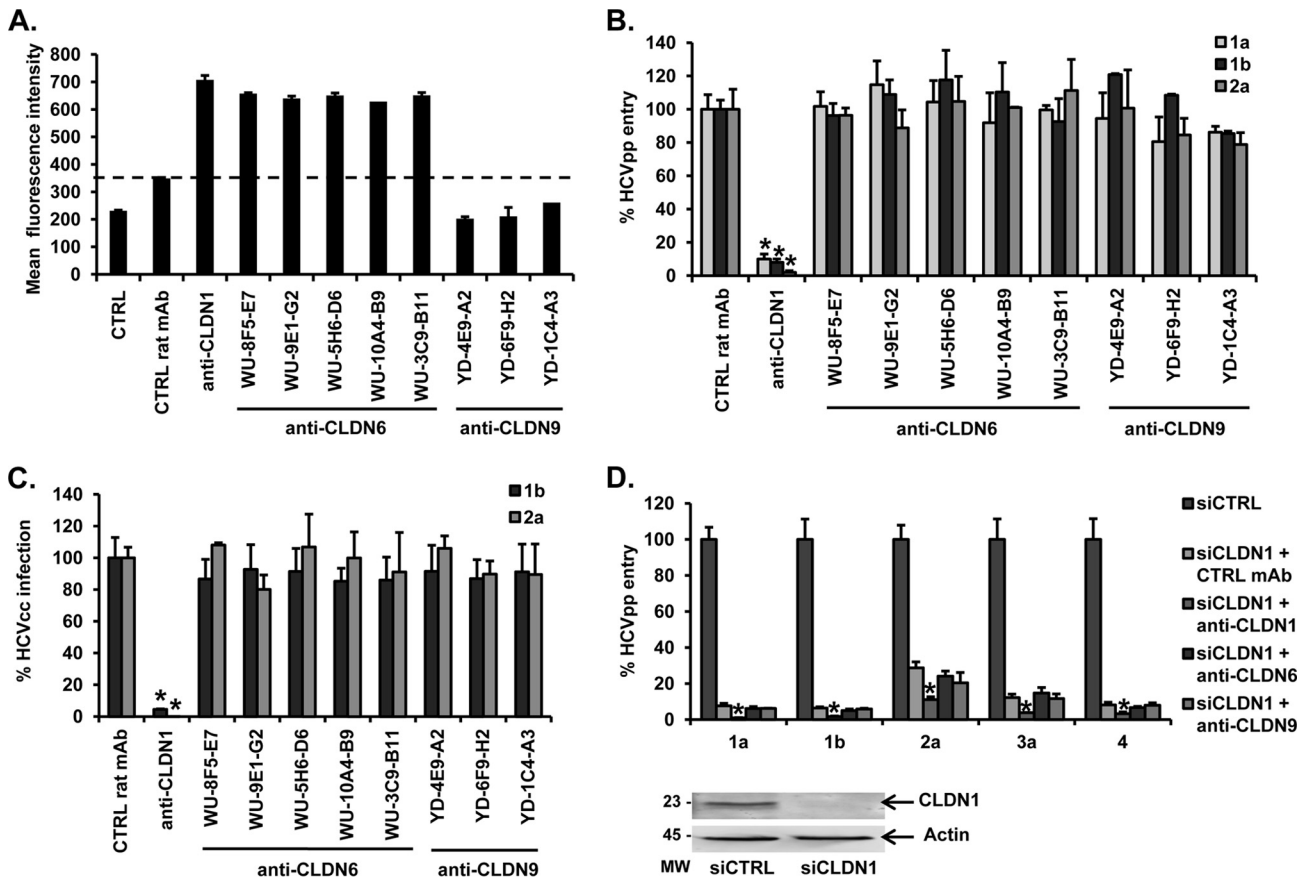 A.
Mean fluorescence intensity
800
700
600
500
400
300
200
100
0
CTRL
CTRL rat mAb
anti-CLDN1
WU-8F5-E7
WU-9E1-G2
WU-5H6-D6
WU-10A4-B9
WU-3C9-B11
YD-4E9-A2
YD-6F9-H2
YD-1C4-A3
anti-CLDN6
anti-CLDN9
B.
% HCVpp entry
140
120
100
80
60
40
20
0
1a
1b
2a
* * *
CTRL rat mAb
anti-CLDN1
WU-8F5-E7
WU-9E1-G2
WU-5H6-D6
WU-10A4-B9
WU-3C9-B11
YD-4E9-A2
YD-6F9-H2
YD-1C4-A3
anti-CLDN6
anti-CLDN9
C.
% HCVcc infection
140
120
100
80
60
40
20
0
1b
2a
* *
CTRL rat mAb
anti-CLDN1
WU-8F5-E7
WU-9E1-G2
WU-5H6-D6
WU-10A4-B9
WU-3C9-B11
YD-4E9-A2
YD-6F9-H2
YD-1C4-A3
anti-CLDN6
anti-CLDN9
D.
% HCVpp entry
120
100
80
60
40
20
0
* * * * *
1a 1b 2a 3a 4
siCTRL
siCLDN1 +
CTRL mAb
siCLDN1 +
anti-CLDN1
siCLDN1 +
anti-CLDN6
siCLDN1 +
anti-CLDN9
23 - CLDN1
45 - Actin
MW siCTRL siCLDN1